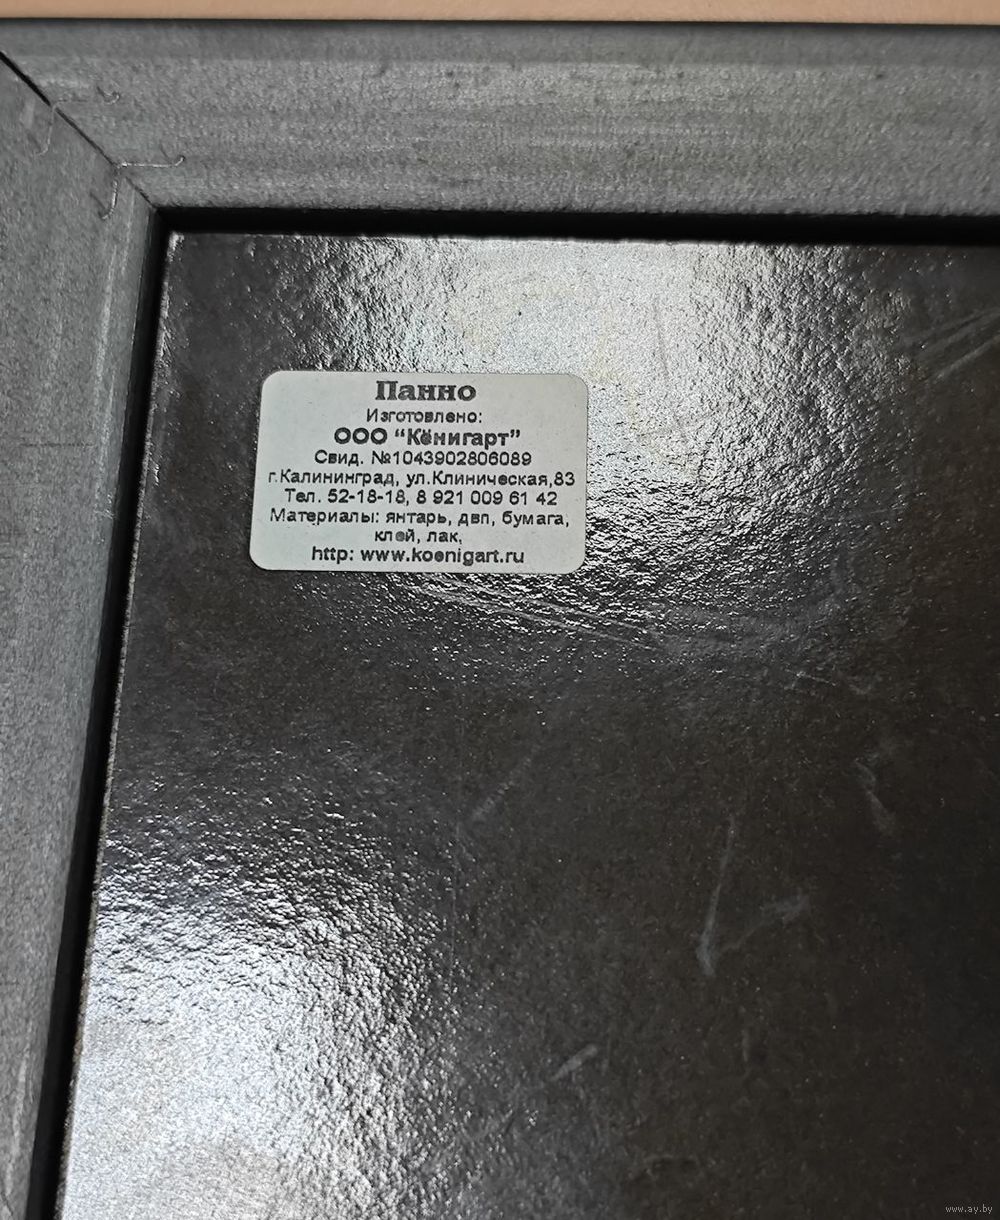 Панно
Изготовлено:
ООО "Кёнигарт"
Свид. №1043902806089
г.Калининград, ул.Клиническая,83
Тел. 52-18-18, 8 921 009 61 42
Материалы: янтарь, двп, бумага,
клей, лак,
http: www.koenigart.ru
www.ay.by